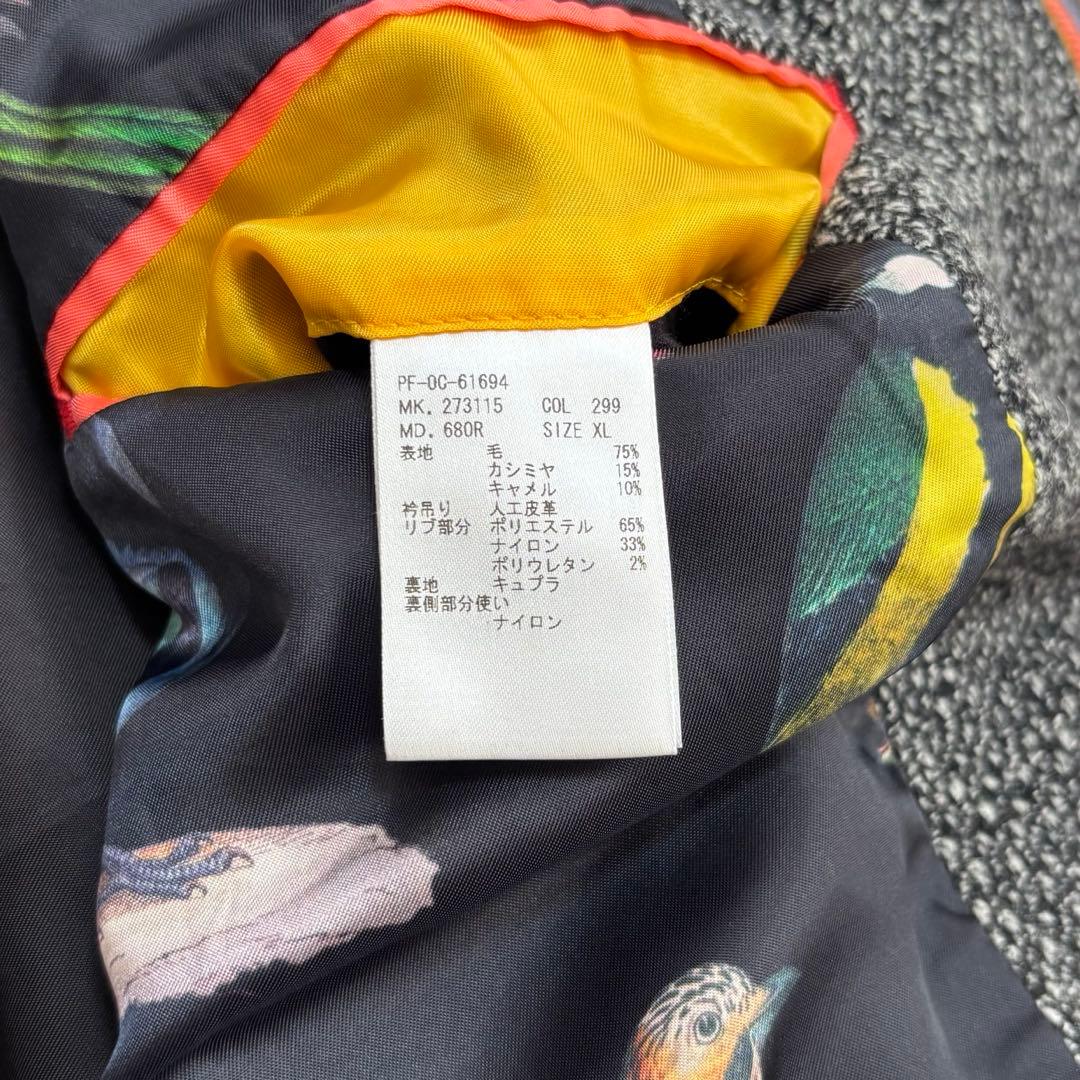 PF-OC-61694
MK. 273115 COL 299
MD. 680R SIZE XL
表地 毛 75%
カシミヤ 15%
キャメル 10%
衿吊り 人工皮革
リブ部分 ポリエステル 65%
ナイロン 33%
ポリウレタン 2%
裏地 キュプラ
裏側部分使い
ナイロン